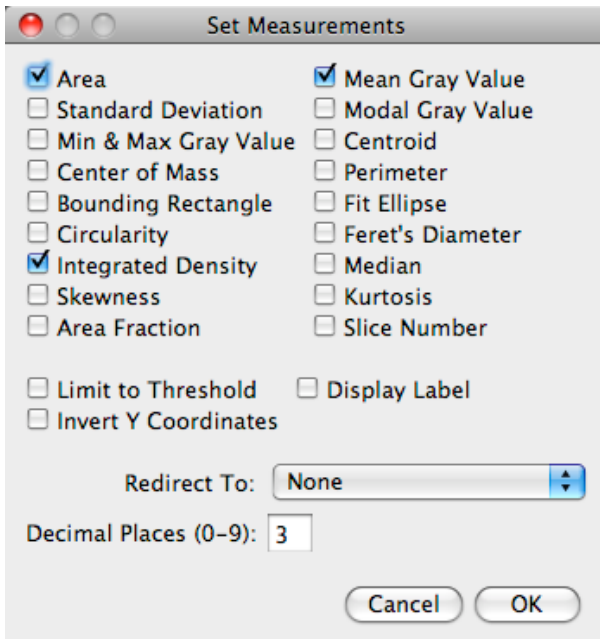 Set Measurements
Area Mean Gray Value
Standard Deviation Modal Gray Value
Min & Max Gray Value Centroid
Center of Mass Perimeter
Bounding Rectangle Fit Ellipse
Circularity Feret's Diameter
Integrated Density Median
Skewness Kurtosis
Area Fraction Slice Number
Limit to Threshold Display Label
Invert Y Coordinates
Redirect To: None
Decimal Places (0-9): 3
Cancel OK